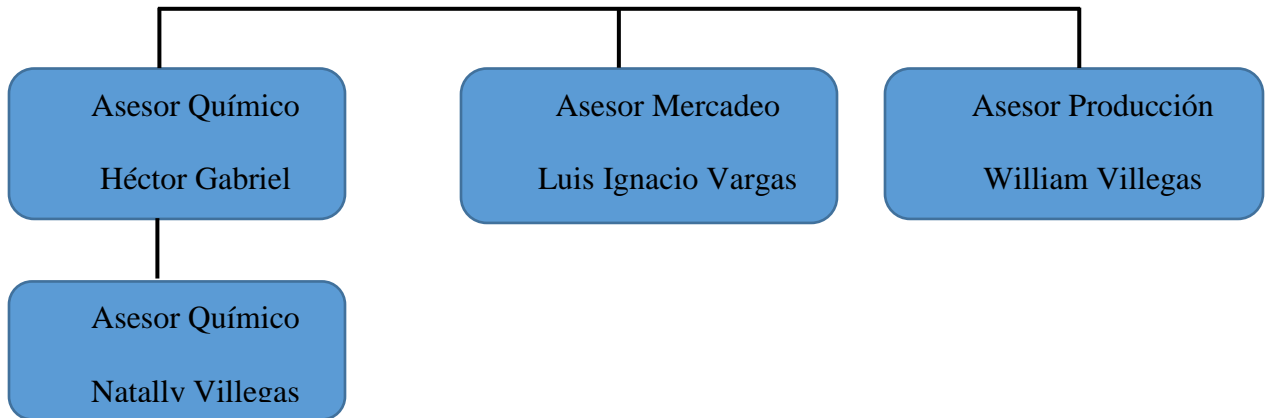 Asesor Químico
Héctor Gabriel
Asesor Mercadeo
Luis Ignacio Vargas
Asesor Producción
William Villegas
Asesor Químico
Natally Villegas